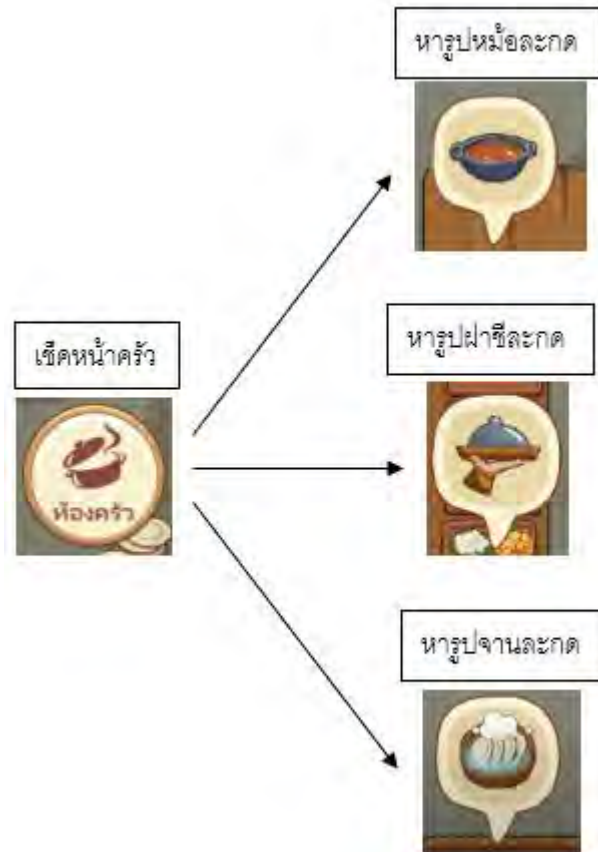 หารูปหม้อละกด
เช็คหน้าครัว
ห้องครัว
หารูปฝาชีละกด
หารูปจานละกด